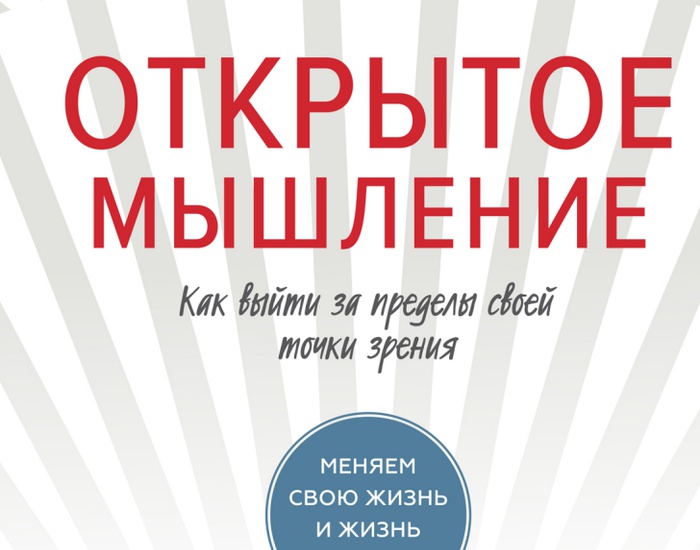 ОТКРЫТОЕ
МЫШЛЕНИЕ
Как выйти за пределы своей
точки зрения
МЕНЯЕМ
СВОЮ ЖИЗНЬ
И ЖИЗНЬ